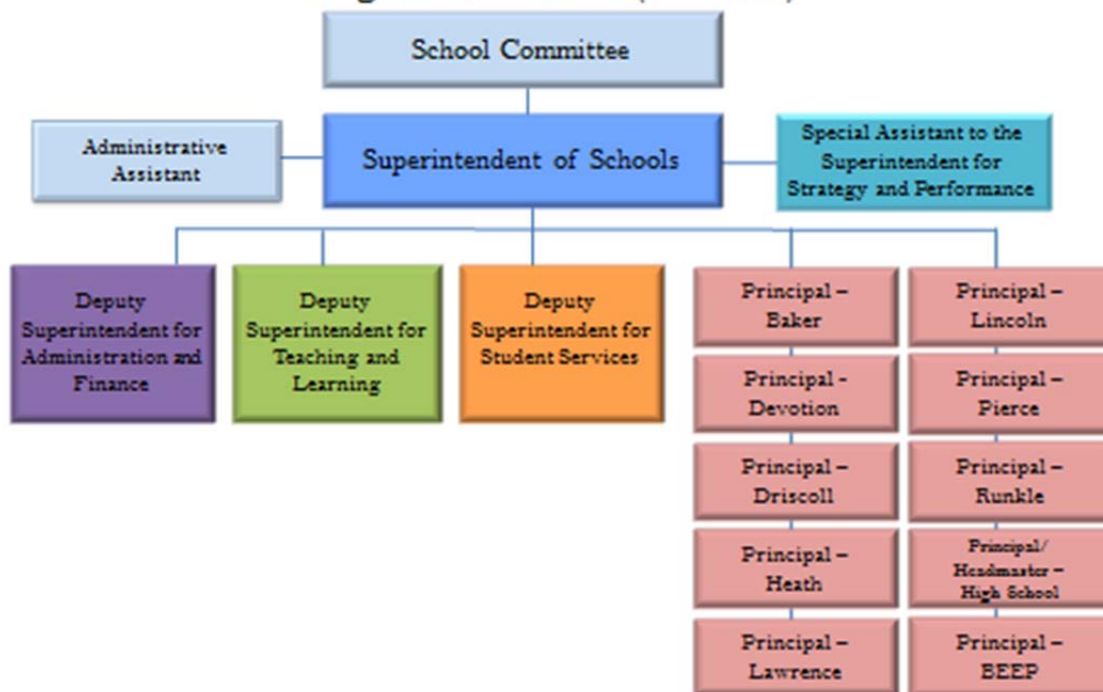 School Committee
Administrative
Assistant
Superintendent of Schools
Special Assistant to the
Superintendent for
Strategy and Performance
Deputy
Superintendent for
Administration and
Finance
Deputy
Superintendent for
Teaching and
Learning
Deputy
Superintendent for
Student Services
Principal –
Baker
Principal -
Devotion
Principal –
Driscoll
Principal –
Heath
Principal –
Lawrence
Principal –
Lincoln
Principal –
Pierce
Principal –
Runkle
Principal/
Headmaster –
High School
Principal –
BEEP